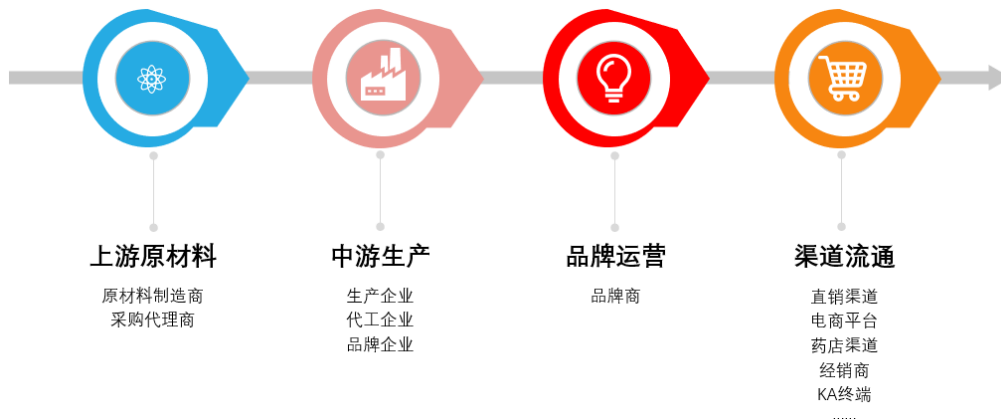 上游原材料
原材料制造商
采购代理商
中游生产
生产企业
代工企业
品牌企业
品牌运营
品牌商
渠道流通
直销渠道
电商平台
药店渠道
经销商
KA终端
......